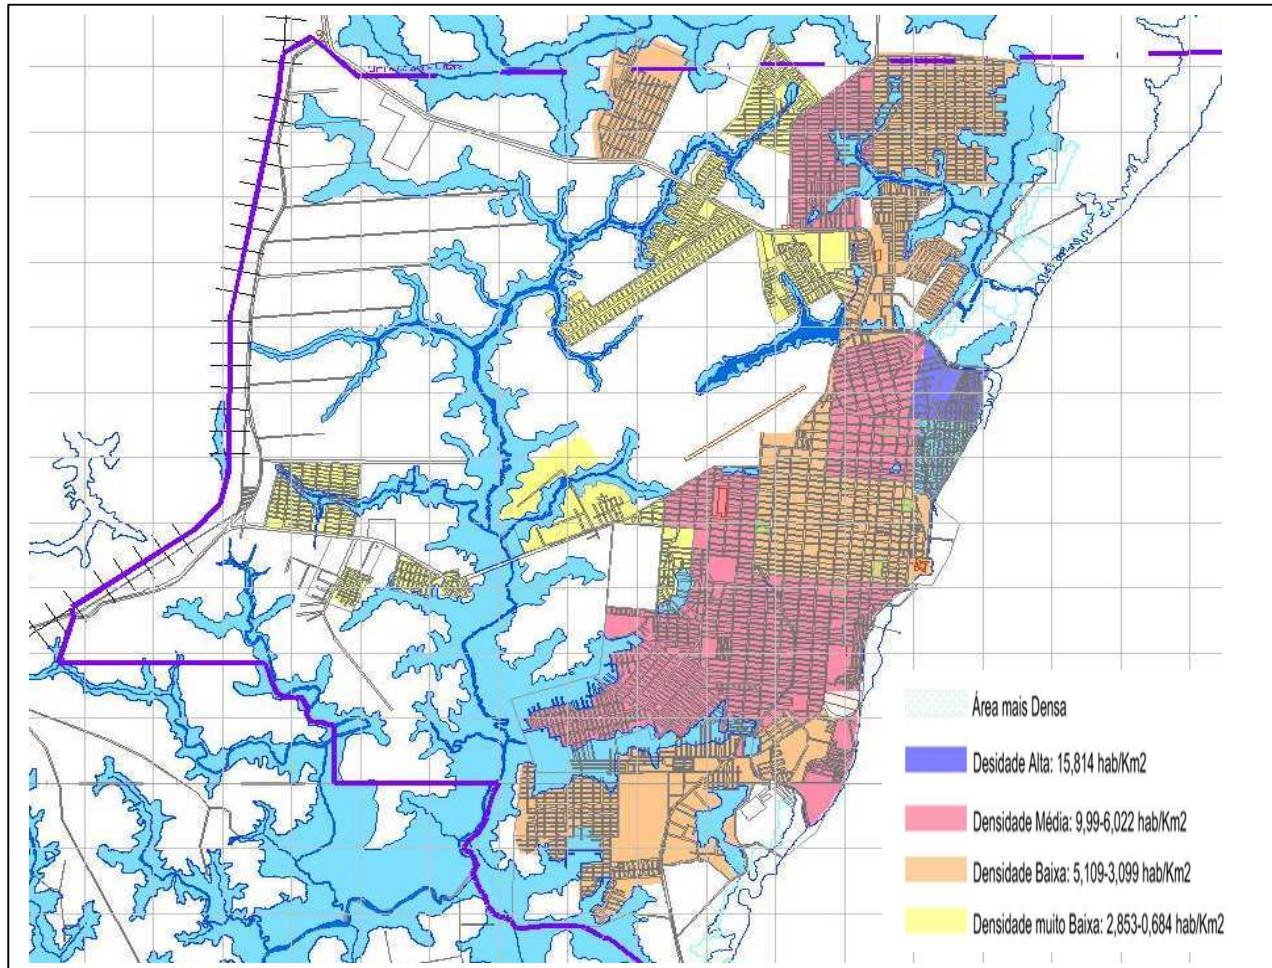 Área mais Densa
Desidade Alta: 15,814 hab/Km2
Densidade Média: 9,99-6,022 hab/Km2
Densidade Baixa: 5,109-3,099 hab/Km2
Densidade muito Baixa: 2,853-0,684 hab/Km2